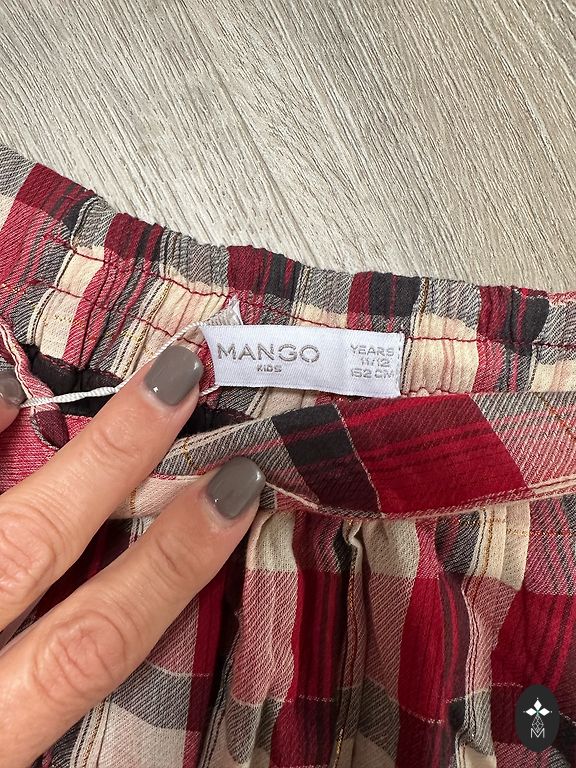 MANGO
KIDS
YEARS
11/12
152 CM
M